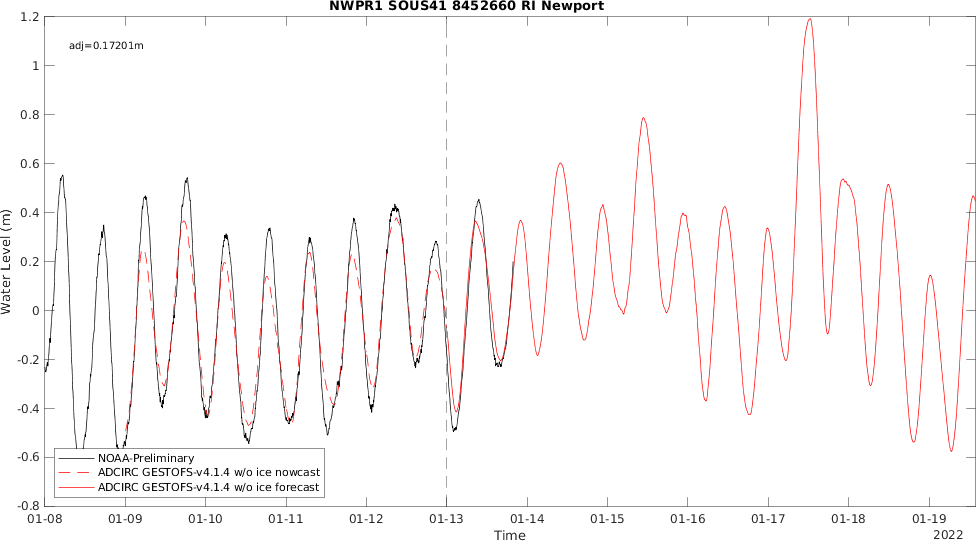 NWPR1 SOUS41 8452660 RI Newport
adj=0.17201m
1.2
1
0.8
0.6
0.4
0.2
0
-0.2
-0.4
-0.6
-0.8
Water Level (m)
NOAA-Preliminary
ADCIRC GESTOFS-v4.1.4 w/o ice nowcast
ADCIRC GESTOFS-v4.1.4 w/o ice forecast
01-08 01-09 01-10 01-11 01-12 01-13 01-14 01-15 01-16 01-17 01-18 01-19
Time
2022